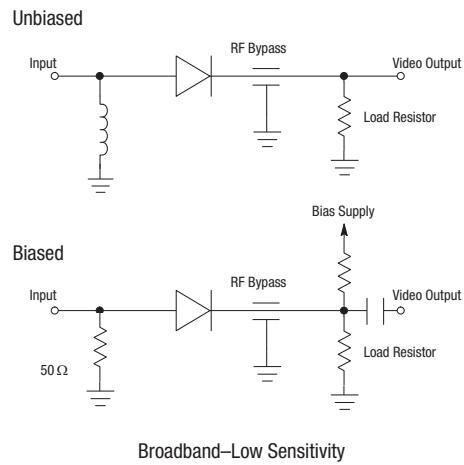 Unbiased
Input
RF Bypass
Video Output
Load Resistor
Bias Supply
Biased
Input
RF Bypass
Video Output
50 Ω
Load Resistor
Broadband–Low Sensitivity